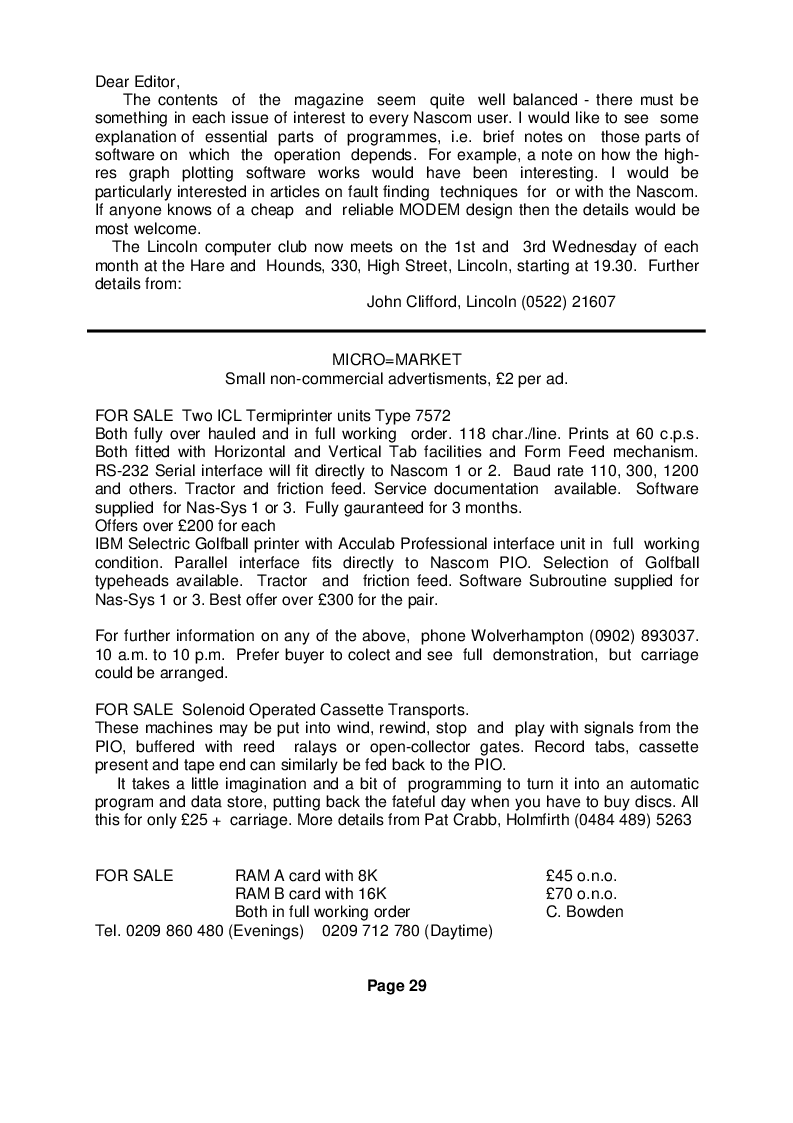 Dear Editor,
The contents of the magazine seem quite well balanced - there must be
something in each issue of interest to every Nascom user. I would like to see some
explanation of essential parts of programmes, i.e. brief notes on those parts of
software on which the operation depends. For example, a note on how the high-
res graph plotting software works would have been interesting. I would be
particularly interested in articles on fault finding techniques for or with the Nascom.
If anyone knows of a cheap and reliable MODEM design then the details would be
most welcome.
The Lincoln computer club now meets on the 1st and 3rd Wednesday of each
month at the Hare and Hounds, 330, High Street, Lincoln, starting at 19.30. Further
details from:
John Clifford, Lincoln (0522) 21607
MICRO=MARKET
Small non-commercial advertisments, £2 per ad.
FOR SALE Two ICL Termiprinter units Type 7572
Both fully over hauled and in full working order. 118 char./line. Prints at 60 c.p.s.
Both fitted with Horizontal and Vertical Tab facilities and Form Feed mechanism.
RS-232 Serial interface will fit directly to Nascom 1 or 2. Baud rate 110, 300, 1200
and others. Tractor and friction feed. Service documentation available. Software
supplied for Nas-Sys 1 or 3. Fully gauranteed for 3 months.
Offers over £200 for each
IBM Selectric Golfball printer with Acculab Professional interface unit in full working
condition. Parallel interface fits directly to Nascom PIO. Selection of Golfball
typeheads available. Tractor and friction feed. Software Subroutine supplied for
Nas-Sys 1 or 3. Best offer over £300 for the pair.
For further information on any of the above, phone Wolverhampton (0902) 893037.
10 a.m. to 10 p.m. Prefer buyer to colect and see full demonstration, but carriage
could be arranged.
FOR SALE Solenoid Operated Cassette Transports.
These machines may be put into wind, rewind, stop and play with signals from the
PIO, buffered with reed ralays or open-collector gates. Record tabs, cassette
present and tape end can similarly be fed back to the PIO.
It takes a little imagination and a bit of programming to turn it into an automatic
program and data store, putting back the fateful day when you have to buy discs. All
this for only £25 + carriage. More details from Pat Crabb, Holmfirth (0484 489) 5263
FOR SALE RAM A card with 8K £45 o.n.o.
RAM B card with 16K £70 o.n.o.
Both in full working order C. Bowden
Tel. 0209 860 480 (Evenings) 0209 712 780 (Daytime)
Page 29